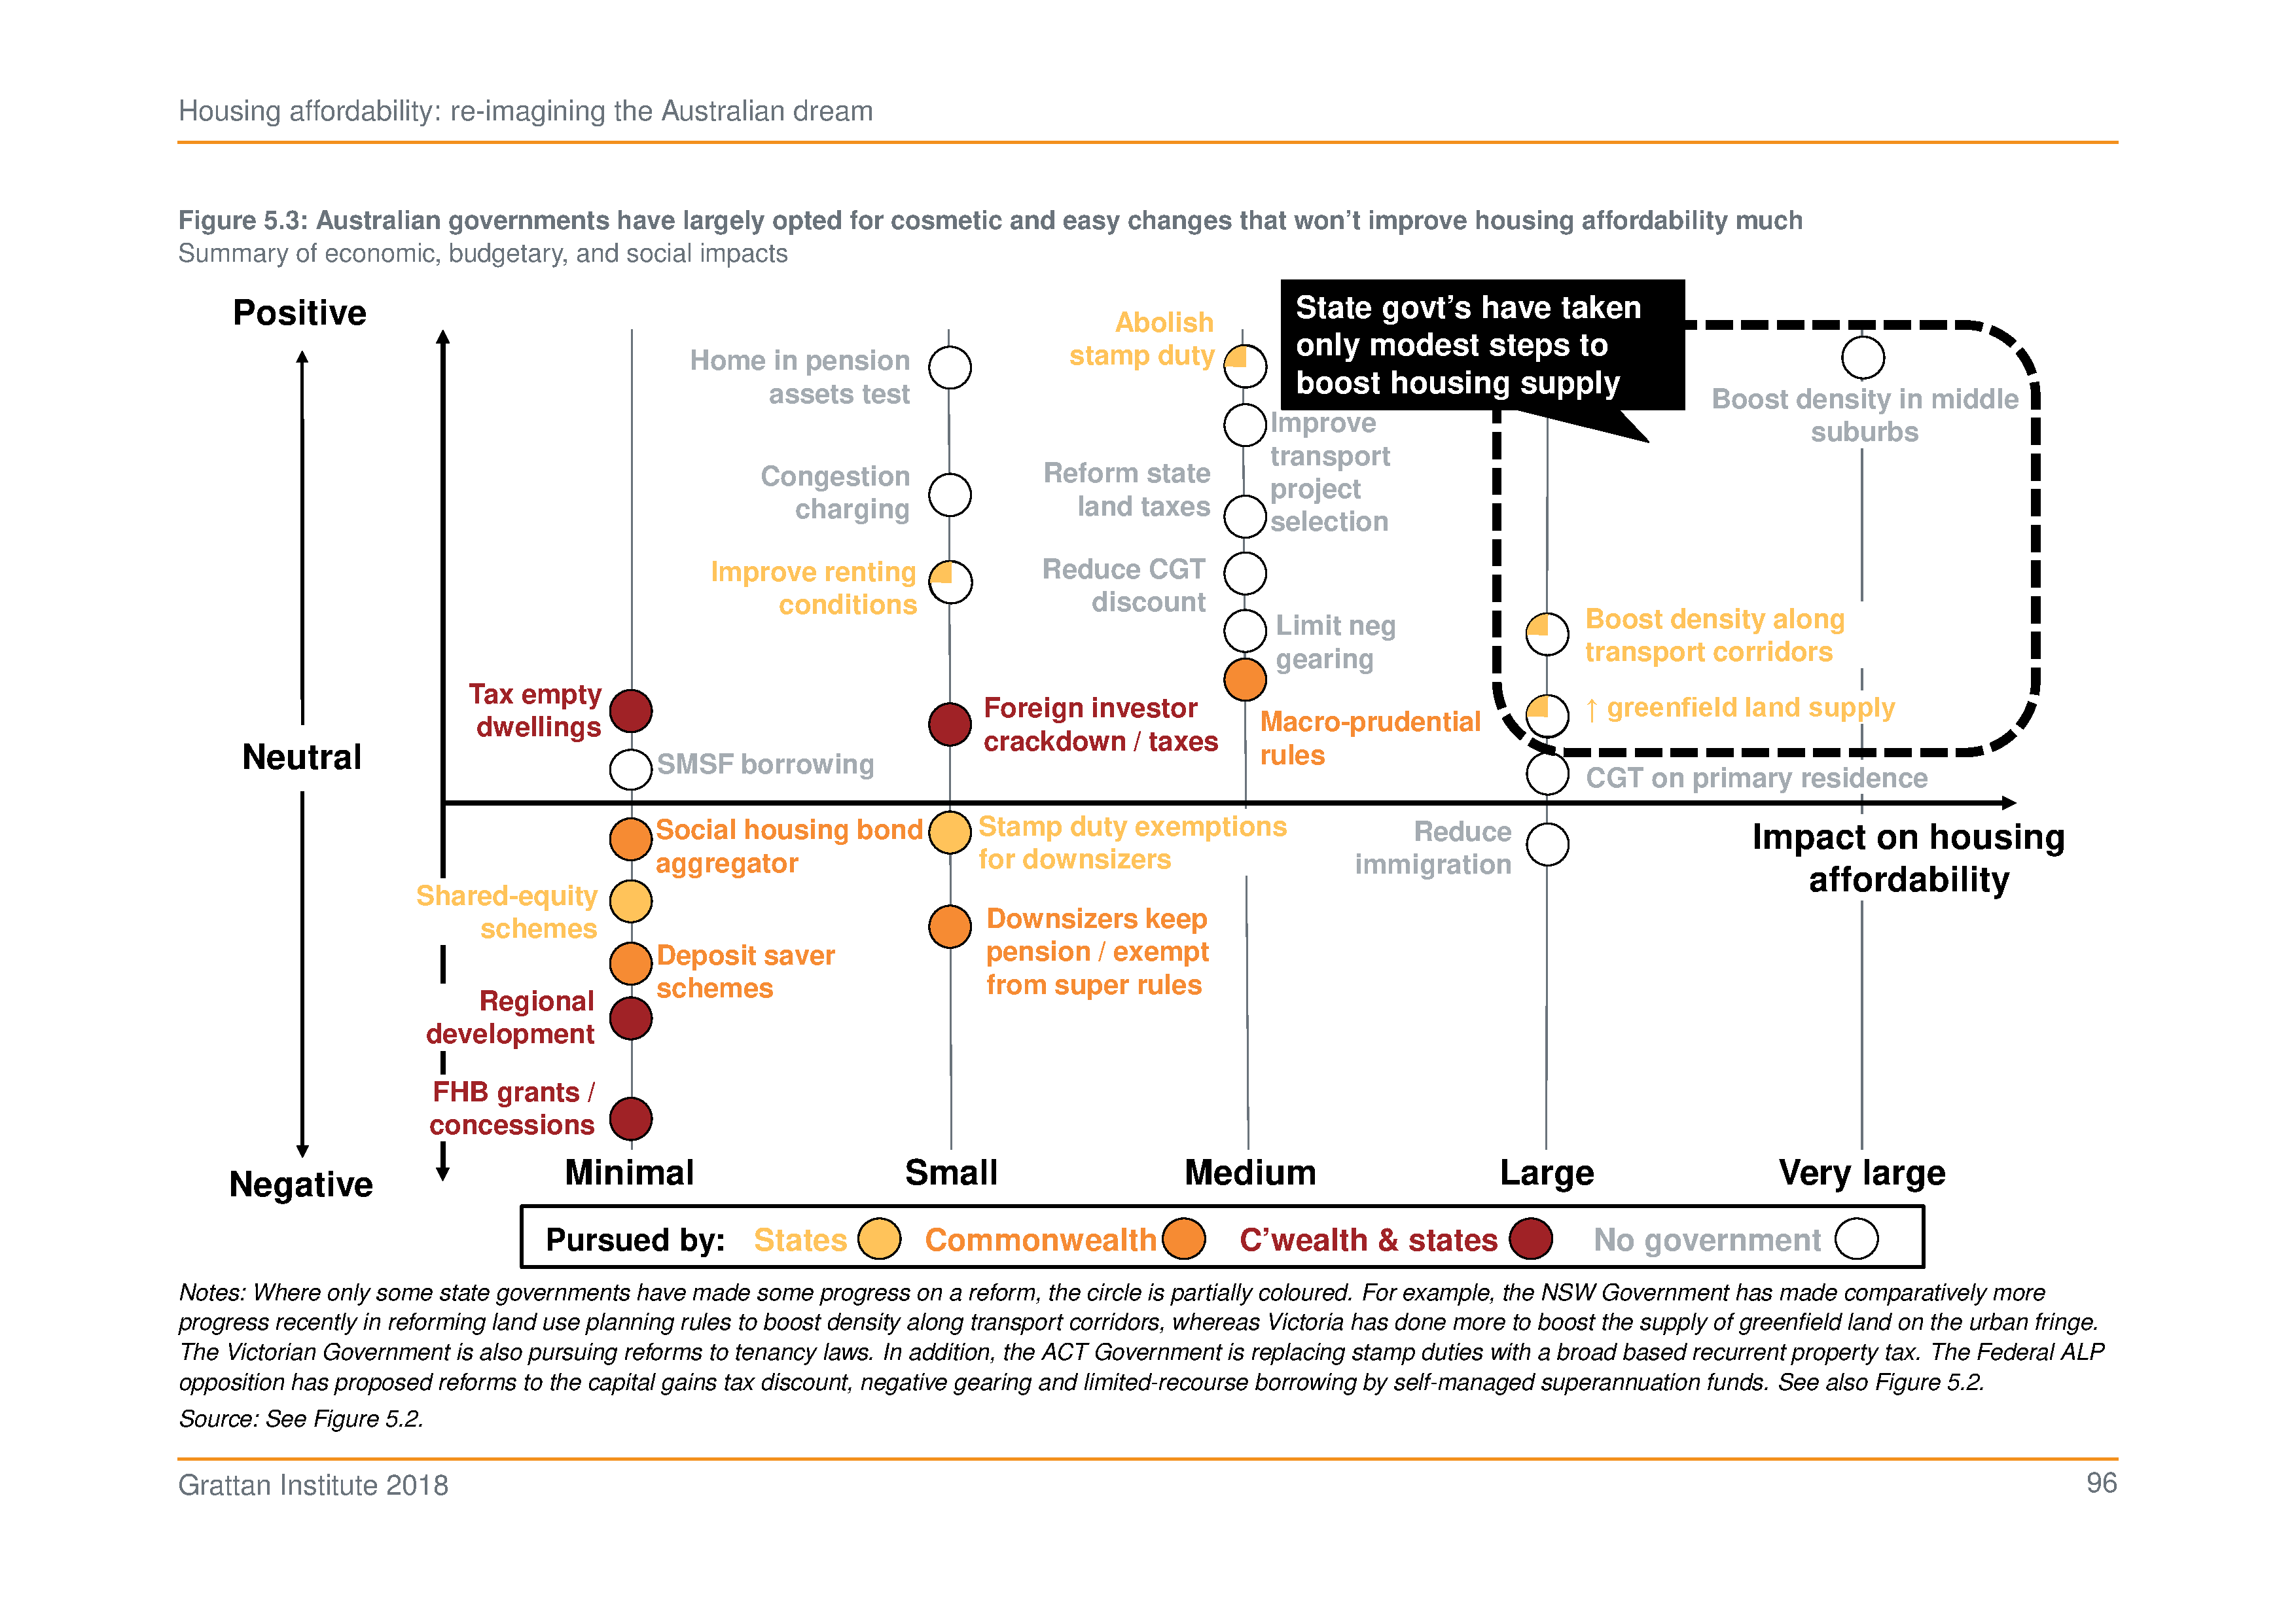 Housing affordability: re-imagining the Australian dream
Figure 5.3: Australian governments have largely opted for cosmetic and easy changes that won't improve housing affordability much
Summary of economic, budgetary, and social impacts
Positive
Neutral
Negative
State govt's have taken
only modest steps to
boost housing supply
Abolish
stamp duty
Home in pension
assets test
Boost density in middle
suburbs
Improve
transport
project
selection
Congestion
charging
Reform state
land taxes
Improve renting
conditions
Reduce CGT
discount
Limit neg
gearing
Boost density along
transport corridors
Tax empty
dwellings
Foreign investor
crackdown / taxes
Macro-prudential
rules
↑ greenfield land supply
SMSF borrowing
CGT on primary residence
Social housing bond
aggregator
Stamp duty exemptions
for downsizers
Reduce
immigration
Impact on housing
affordability
Shared-equity
schemes
Downsizers keep
pension / exempt
from super rules
Deposit saver
schemes
Regional
development
FHB grants /
concessions
Minimal
Small
Medium
Large
Very large
Pursued by: States Commonwealth C'wealth & states No government
Notes: Where only some state governments have made some progress on a reform, the circle is partially coloured. For example, the NSW Government has made comparatively more
progress recently in reforming land use planning rules to boost density along transport corridors, whereas Victoria has done more to boost the supply of greenfield land on the urban fringe.
The Victorian Government is also pursuing reforms to tenancy laws. In addition, the ACT Government is replacing stamp duties with a broad based recurrent property tax. The Federal ALP
opposition has proposed reforms to the capital gains tax discount, negative gearing and limited-recourse borrowing by self-managed superannuation funds. See also Figure 5.2.
Source: See Figure 5.2.
Grattan Institute 2018
96